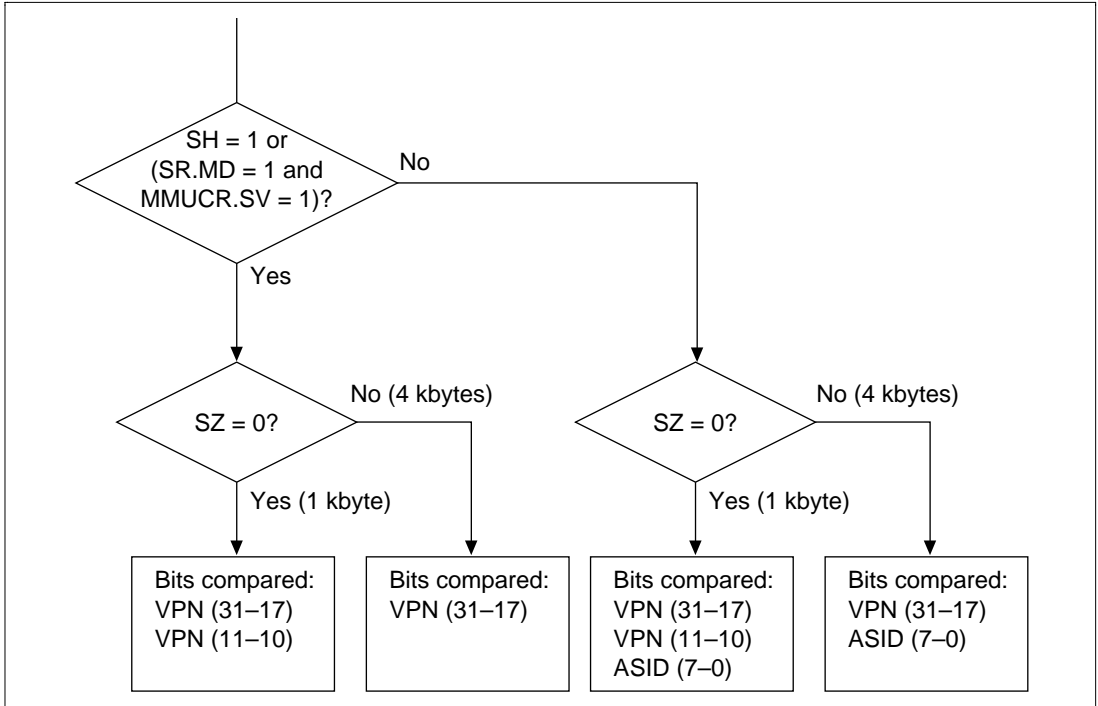 SH = 1 or
(SR.MD = 1 and
MMUCR.SV = 1)?
No
Yes
SZ = 0?
No (4 kbytes)
Yes (1 kbyte)
SZ = 0?
No (4 kbytes)
Yes (1 kbyte)
Bits compared:
VPN (31–17)
VPN (11–10)
Bits compared:
VPN (31–17)
Bits compared:
VPN (31–17)
VPN (11–10)
ASID (7–0)
Bits compared:
VPN (31–17)
ASID (7–0)